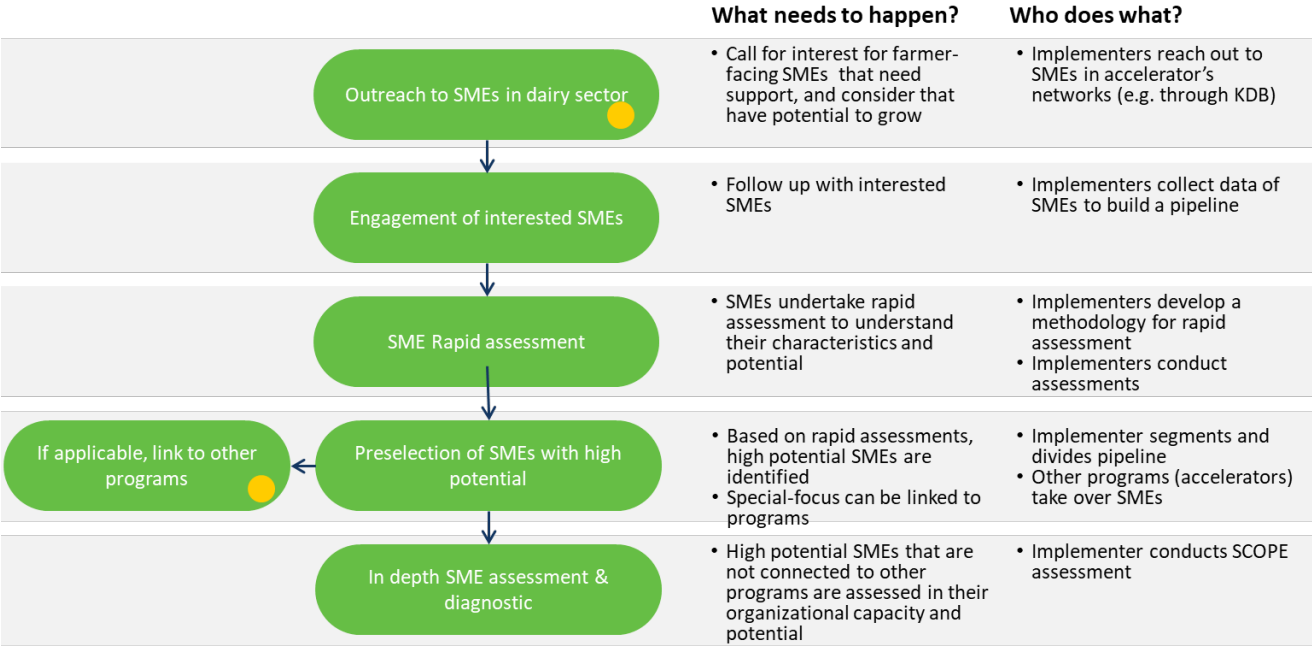 What needs to happen?
Who does what?
Outreach to SMEs in dairy sector
• Call for interest for farmer-
facing SMEs that need
support, and consider that
have potential to grow
• Implementers reach out to
SMEs in accelerator’s
networks (e.g. through KDB)
Engagement of interested SMEs
• Follow up with interested
SMEs
• Implementers collect data of
SMEs to build a pipeline
SME Rapid assessment
• SMEs undertake rapid
assessment to understand
their characteristics and
potential
• Implementers develop a
methodology for rapid
assessment
• Implementers conduct
assessments
If applicable, link to other
programs
Preselection of SMEs with high
potential
• Based on rapid assessments,
high potential SMEs are
identified
• Special-focus can be linked to
programs
• Implementer segments and
divides pipeline
• Other programs (accelerators)
take over SMEs
In depth SME assessment &
diagnostic
• High potential SMEs that are
not connected to other
programs are assessed in their
organizational capacity and
potential
• Implementer conducts SCOPE
assessment